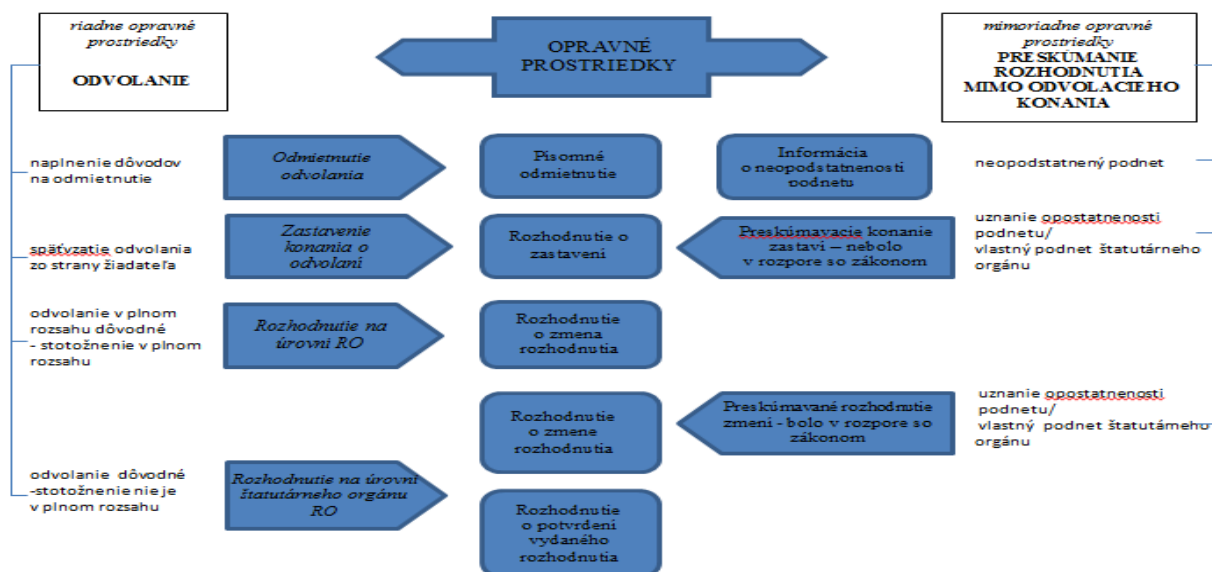 riadne opravné
prostriedky
ODVOLANIE
OPRAVNÉ
PROSTRIEDKY
mimoriadne opravné
prostriedky
PRESKÚMANIE
ROZHODNUTIA
MIMO ODVOLACIEHO
KONANIA
naplnenie dôvodov
na odmietnutie
Odmietnutie
odvolania
Písomné
odmietnutie
Informácia
o neopodstatnenosti
podnetu
neopodstatnený podnet
späťvzatie odvolania
zo strany žiadateľa
Zastavenie
konania o
odvolaní
Rozhodnutie o
zastavení
Preskúmavacie konanie
zastaví – nebolo
v rozpore so zákonom
uznanie opostatnenosti
podnetu/
vlastný podnet štatutárneho
orgánu
odvolanie v plnom
rozsahu dôvodné
- stotožnenie v plnom
rozsahu
Rozhodnutie na
úrovni RO
Rozhodnutie
o zmena
rozhodnutia
Rozhodnutie
o zmene
rozhodnutia
Preskúmavané rozhodnutie
zmení - bolo v rozpore so
zákonom
uznanie opostatnenosti
podnetu/
vlastný podnet štatutárneho
orgánu
odvolanie dôvodné
-stotožnenie nie je
v plnom rozsahu
Rozhodnutie na úrovni
štatutárneho orgánu
RO
Rozhodnutie
o potvrdení
vydaného
rozhodnutia